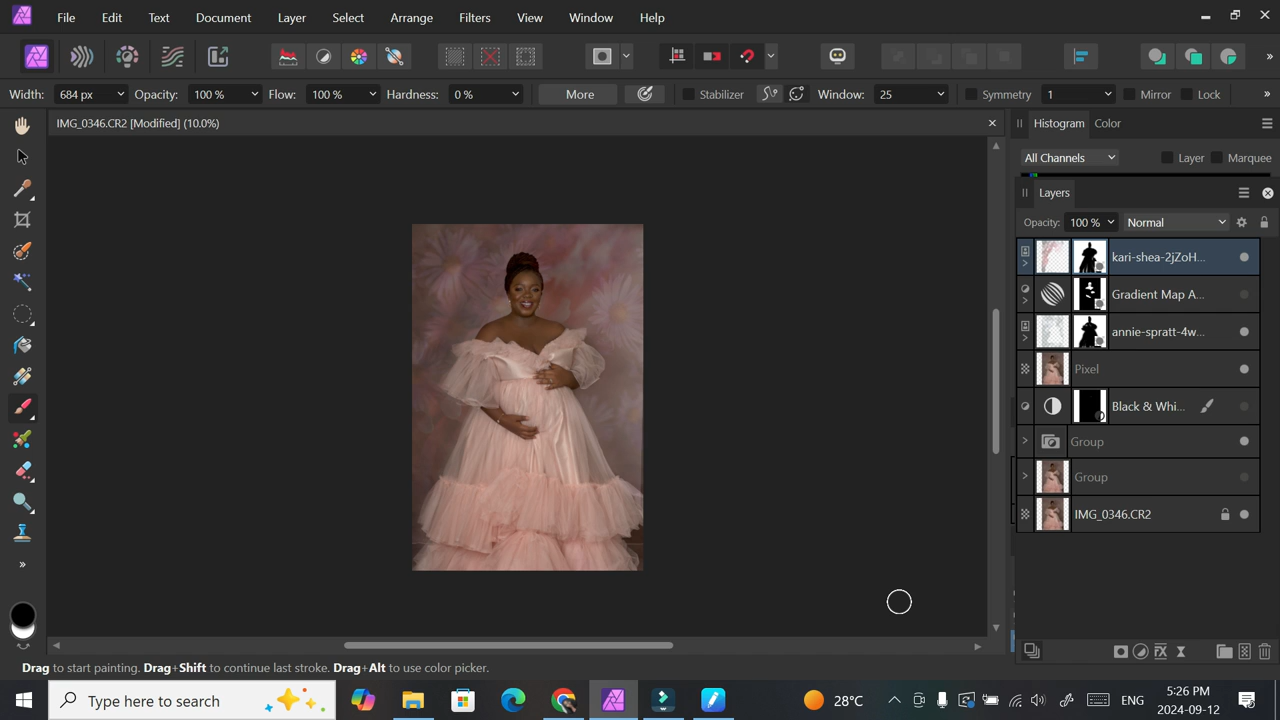 File Edit Text Document Layer Select Arrange Filters View Window Help
Width: 684 px Opacity: 100 % Flow: 100 % Hardness: 0 % More Stabilizer Window: 25 Symmetry 1 Mirror Lock
IMG_0346.CR2 [Modified] (10.0%)
Histogram Color
All Channels Layer Marquee
Layers
Opacity: 100 % Normal
kari-shea-2jZoH...
Gradient Map A...
annie-spratt-4w...
Pixel
Black & Whi...
Group
Group
IMG_0346.CR2
Drag to start painting. Drag+Shift to continue last stroke. Drag+Alt to use color picker.
Type here to search
28°C
ENG
2024-09-12